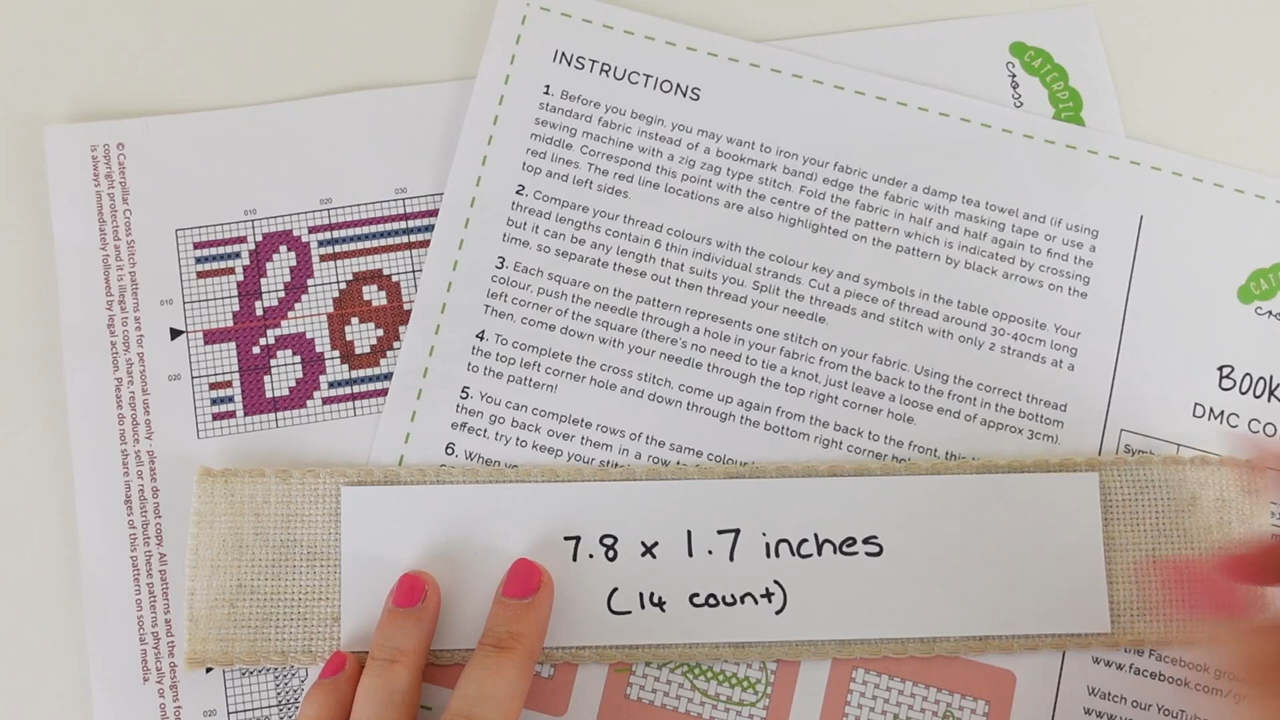 © Caterpillar Cross Stitch patterns are for personal use only - please do not copy. All patterns and the designs for
copyright protected and it is illegal to copy, share, reproduce, sell or redistribute these patterns physically or
is always immediately followed by legal action. Please do not share images of this pattern on social media.
010
020
030
010
020
020
CATERPIL
cross
INSTRUCTIONS
1. Before you begin, you may want to iron your fabric under a damp tea towel and (if using
standard fabric instead of a bookmark band) edge the fabric with masking tape or use a
sewing machine with a zig zag type stitch. Fold the fabric in half and half again to find the
middle. Correspond this point with the centre of the pattern which is indicated by crossing
red lines. The red line locations are also highlighted on the pattern by black arrows on the
top and left sides.
2. Compare your thread colours with the colour key and symbols in the table opposite. Your
thread lengths contain 6 thin individual strands. Cut a piece of thread around 30-40cm long
but it can be any length that suits you. Split the threads and stitch with only 2 strands at a
time, so separate these out then thread your needle.
3. Each square on the pattern represents one stitch on your fabric. Using the correct thread
colour, push the needle through a hole in your fabric from the back to the front in the bottom
left corner of the square (there's no need to tie a knot, just leave a loose end of approx 3cm).
Then, come down with your needle through the top right corner hole.
4. To complete the cross stitch, come up again from the back to the front, this
the top left corner hole and down through the bottom right corner
to the pattern!
5. You can complete rows of the same colour
then go back over them in a row
effect, try to keep your
6. When
CAT
BOOK
DMC CO
7.8 x 1.7 inches
(14 count)
the Facebook
www.facebook.com/
Watch our